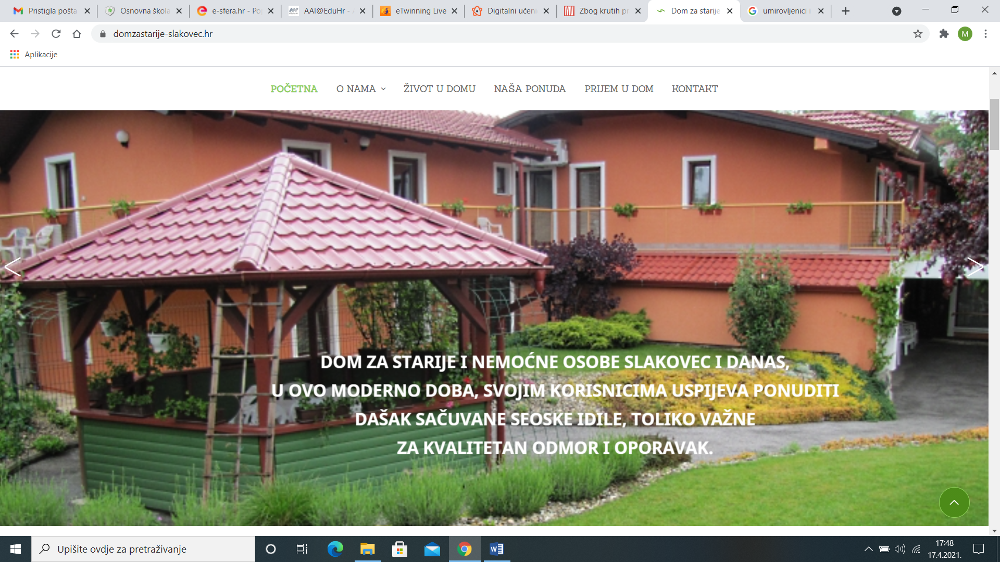 Pristigla pošta
Osnovna škola
e-sfera.hr - Po
AAI@EduHr -
eTwinning Live
Digitalni učeni
Zbog krutih pr
Dom za starije
umirovljenici i
domzastarije-slakovec.hr
M
Aplikacije
POČETNA
O NAMA
ŽIVOT U DOMU
NAŠA PONUDA
PRIJEM U DOM
KONTAKT
DOM ZA STARIJE I NEMOĆNE OSOBE SLAKOVEC I DANAS,
U OVO MODERNO DOBA, SVOJIM KORISNICIMA USPIJEVA PONUDITI
DAŠAK SAČUVANE SEOSKE IDILE, TOLIKO VAŽNE
ZA KVALITETAN ODMOR I OPORAVAK.
Upišite ovdje za pretraživanje
17:48
17.4.2021.